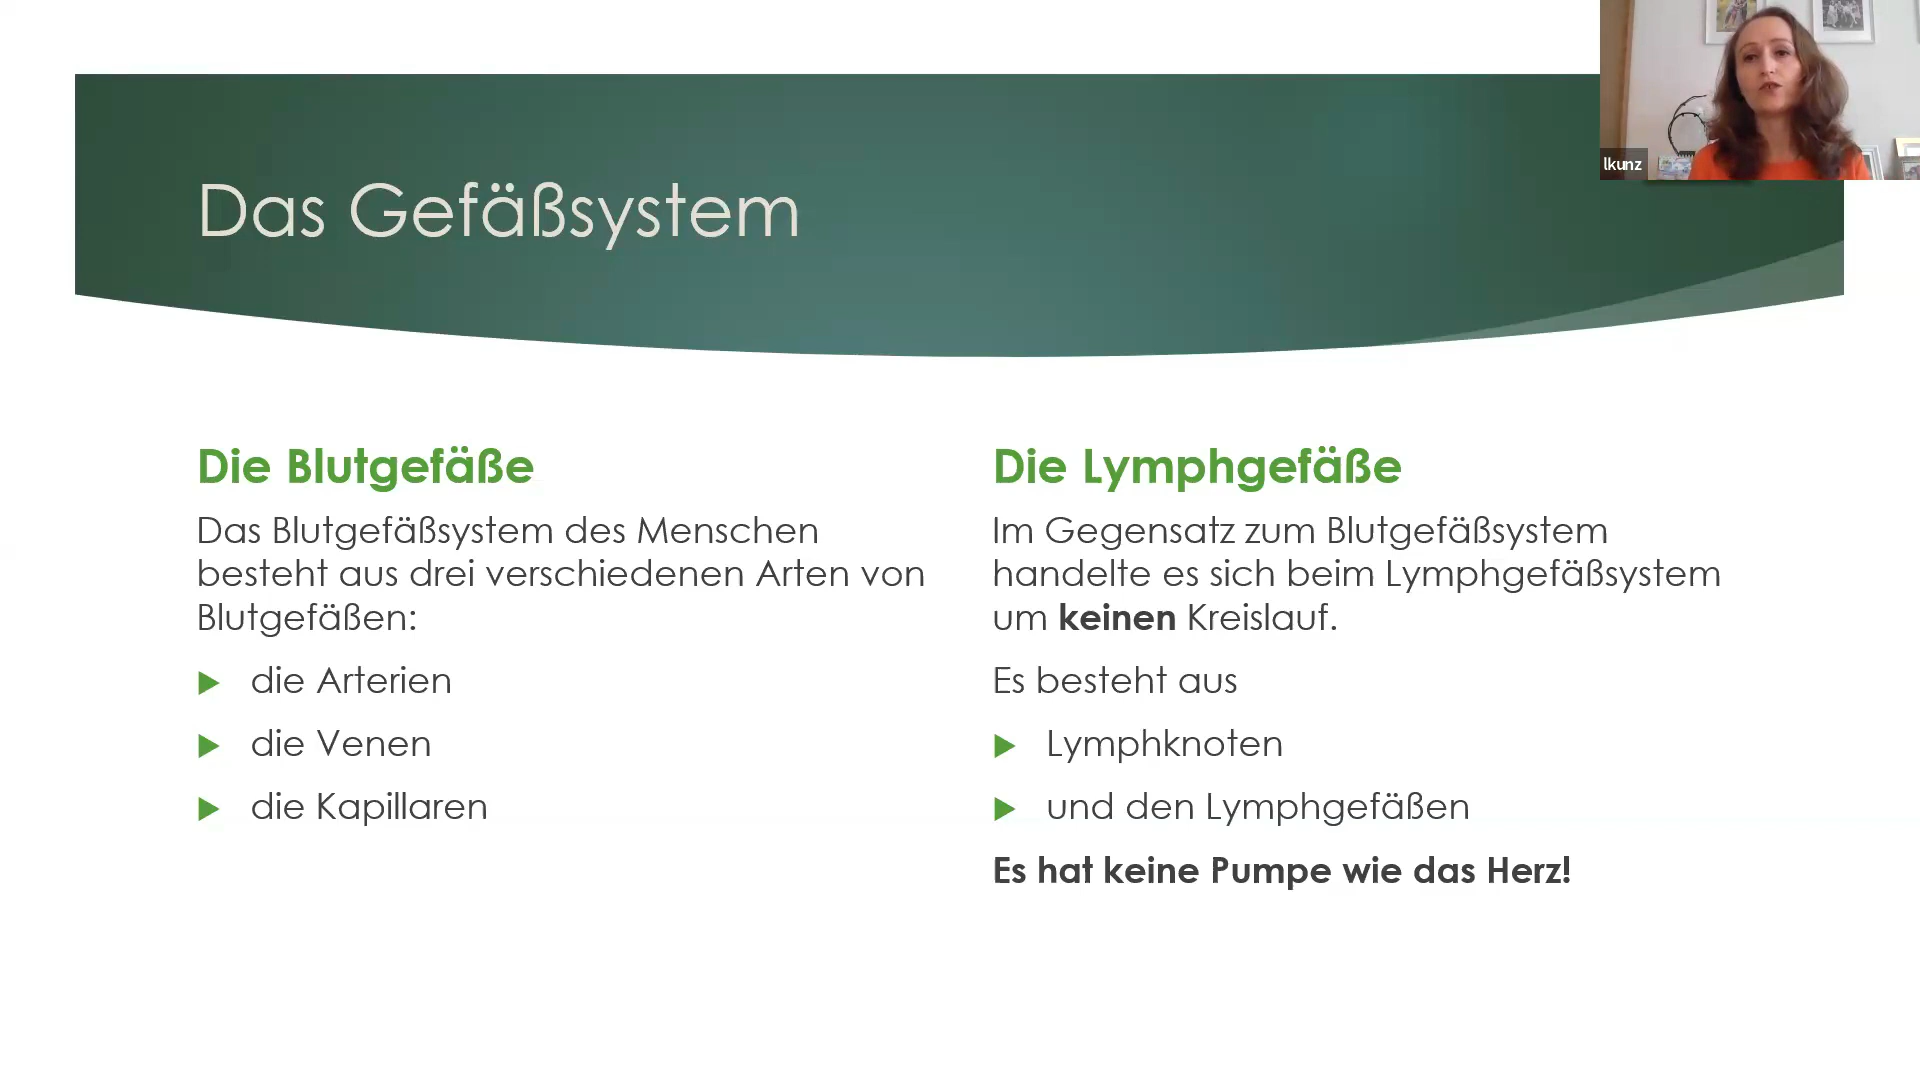 lkunz
Das Gefäßsystem
Die Blutgefäße
Das Blutgefäßsystem des Menschen
besteht aus drei verschiedenen Arten von
Blutgefäßen:
die Arterien
die Venen
die Kapillaren
Die Lymphgefäße
Im Gegensatz zum Blutgefäßsystem
handelte es sich beim Lymphgefäßsystem
um keinen Kreislauf.
Es besteht aus
Lymphknoten
und den Lymphgefäßen
Es hat keine Pumpe wie das Herz!